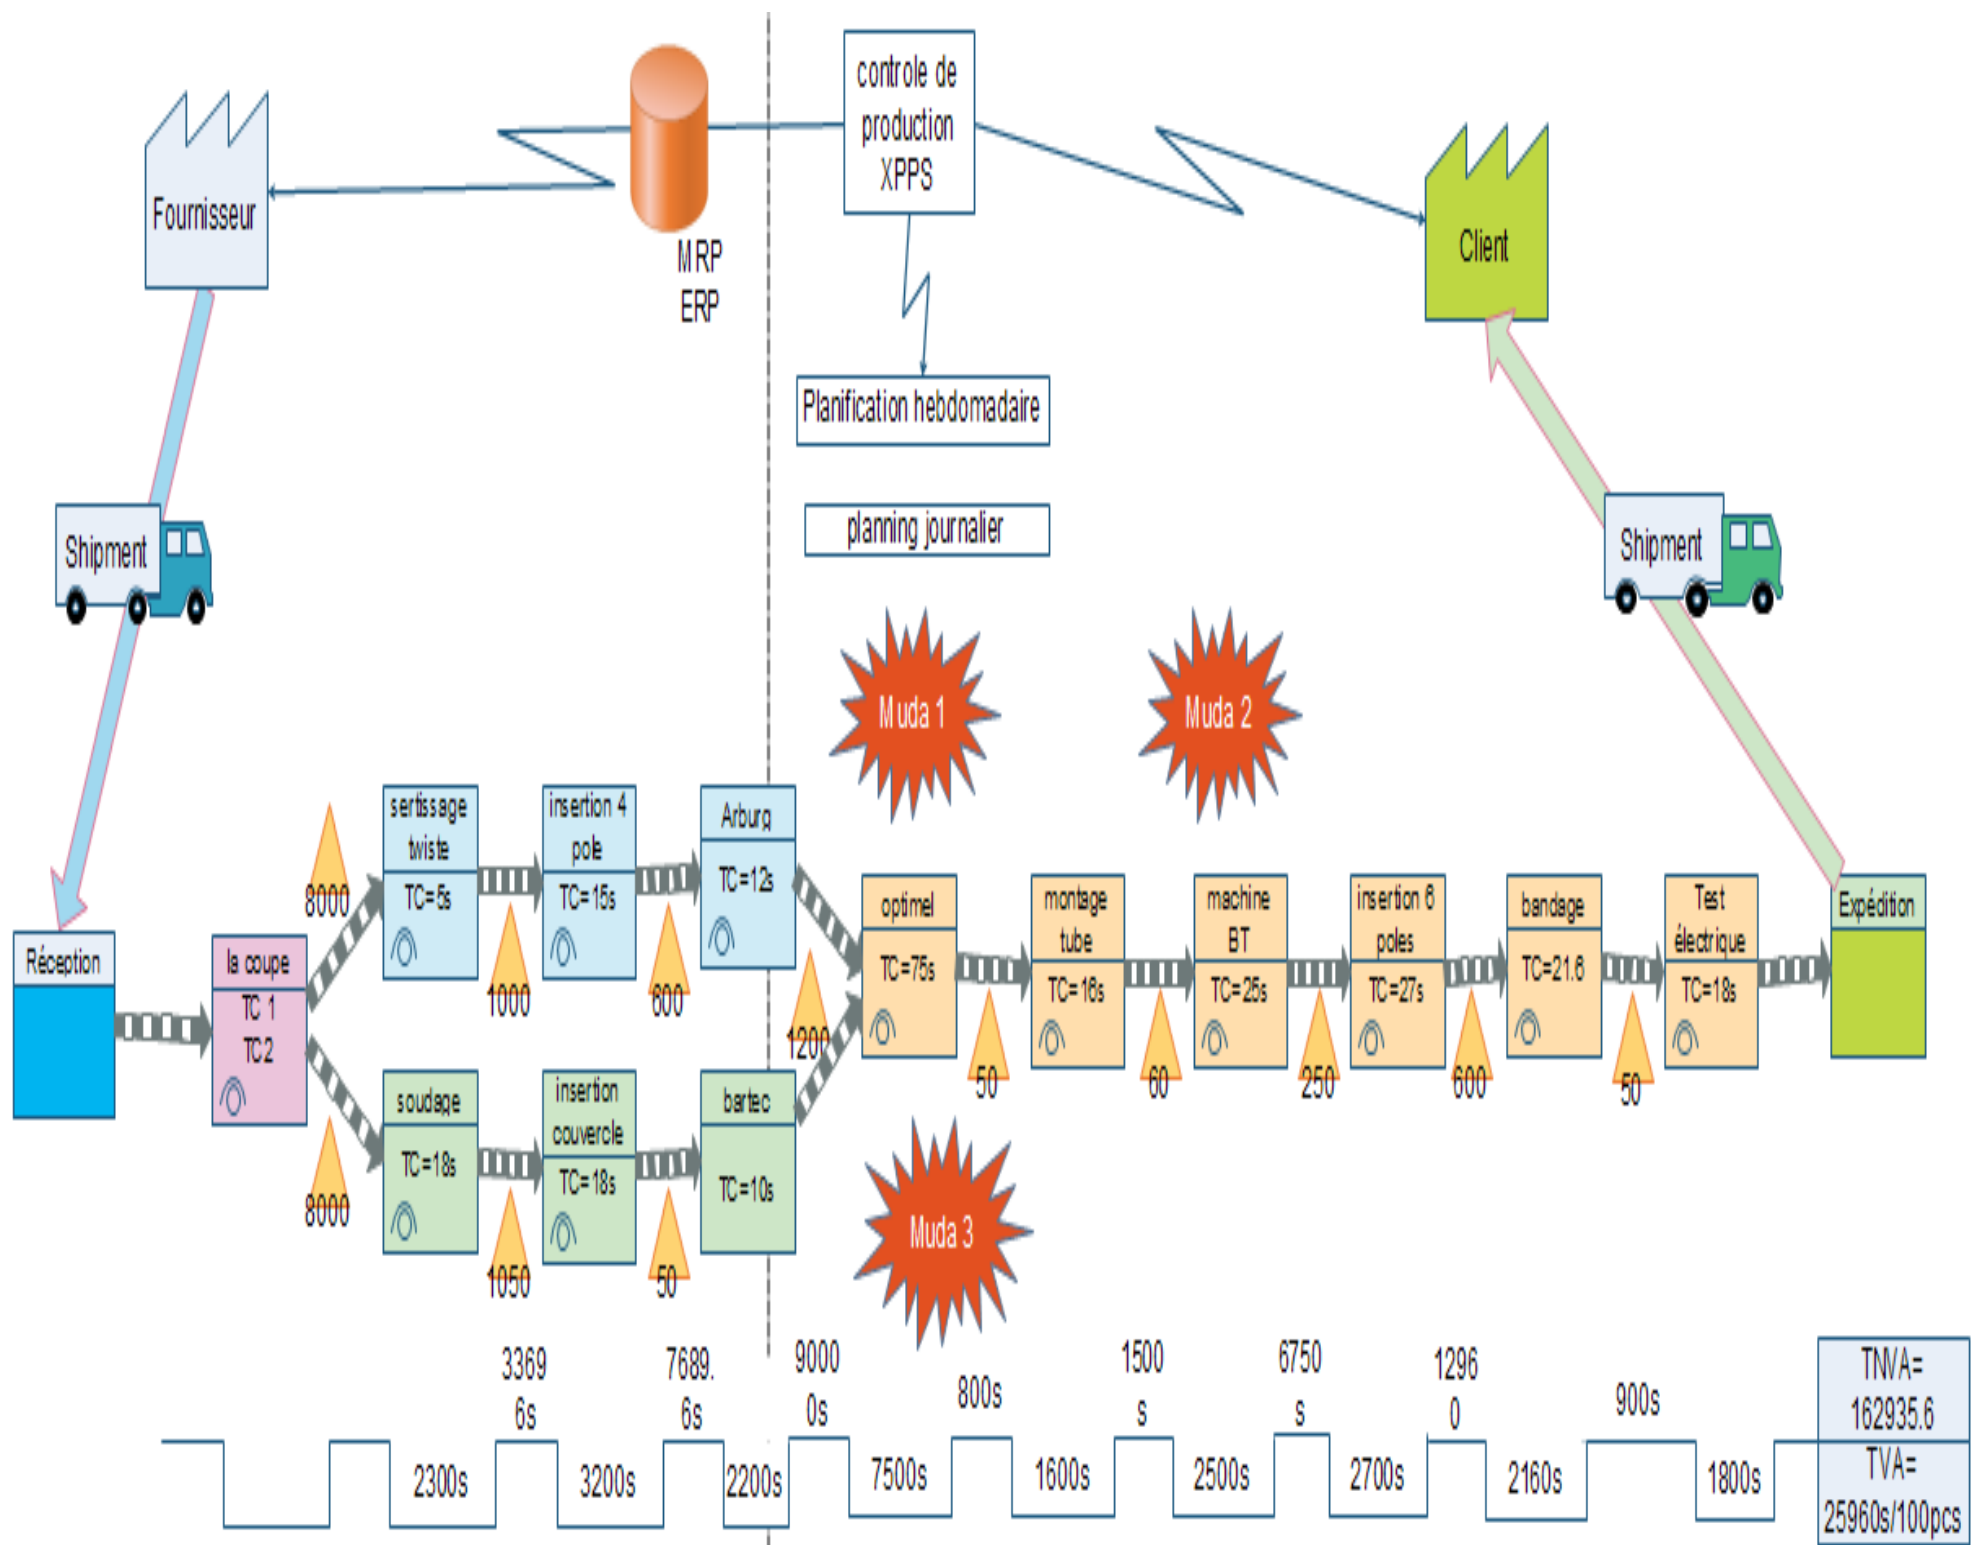 controle de
production
XPPS
Fournisseur
MRP
ERP
Client
Planification hebdomadaire
planning journalier
Shipment
Shipment
Muda 1
Muda 2
8000
sertissage
twiste
TC=5s
1000
insertion 4
pole
TC=15s
600
Arburg
TC=12s
1200
Réception
la coupe
TC 1
TC2
8000
soudage
TC=18s
1050
insertion
couvercle
TC=18s
50
bartec
TC=10s
optimel
TC=75s
50
montage
tube
TC=16s
60
machine
BT
TC=25s
250
insertion 6
poles
TC=27s
600
bandage
TC=21.6
50
Test
électrique
TC=18s
Expédition
Muda 3
3369
6s
7689.
6s
9000
0s
800s
1500
s
6750
s
1296
0
900s
2300s
3200s
2200s
7500s
1600s
2500s
2700s
2160s
1800s
TNVA=
162935.6
TVA=
25960s/100pcs